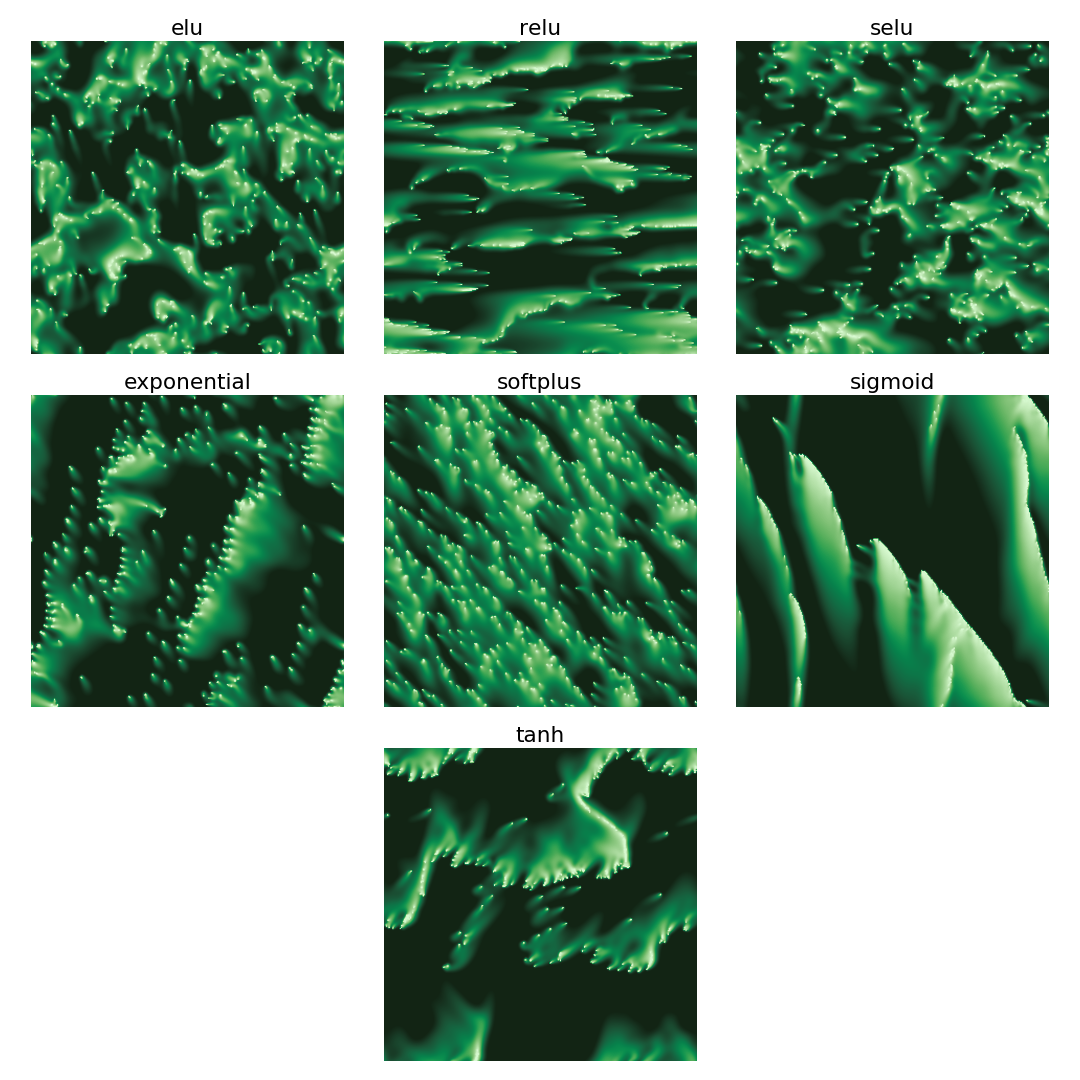 elu
relu
selu
exponential
softplus
sigmoid
tanh